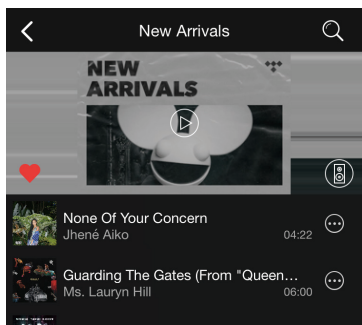 New Arrivals
NEW
ARRIVALS
None Of Your Concern
Jhené Aiko
04:22
Guarding The Gates (From "Queen…
Ms. Lauryn Hill
06:00